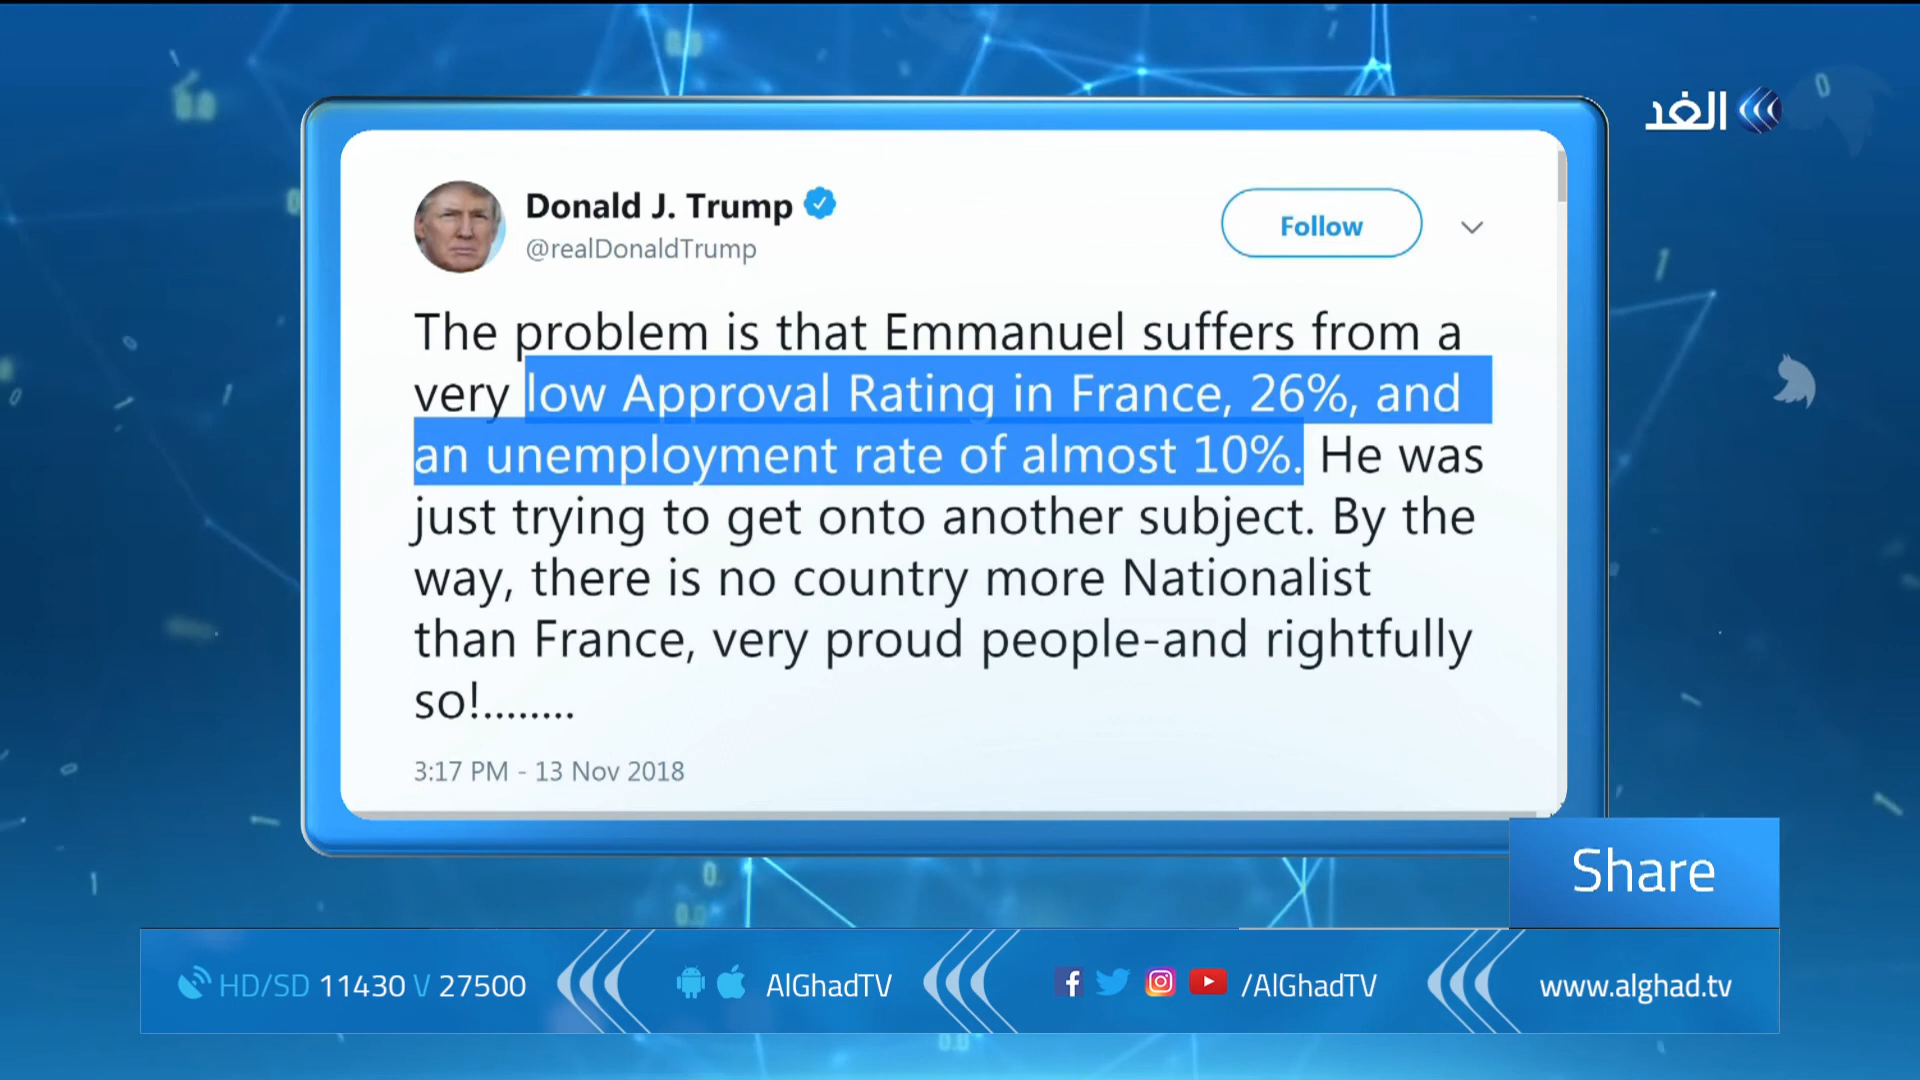 الغد
Donald J. Trump
@realDonaldTrump
Follow
The problem is that Emmanuel suffers from a
very low Approval Rating in France, 26%, and
an unemployment rate of almost 10%. He was
just trying to get onto another subject. By the
way, there is no country more Nationalist
than France, very proud people-and rightfully
so!........
3:17 PM - 13 Nov 2018
Share
HD/SD 11430 V 27500
AlGhadTV
/AlGhadTV
www.alghad.tv